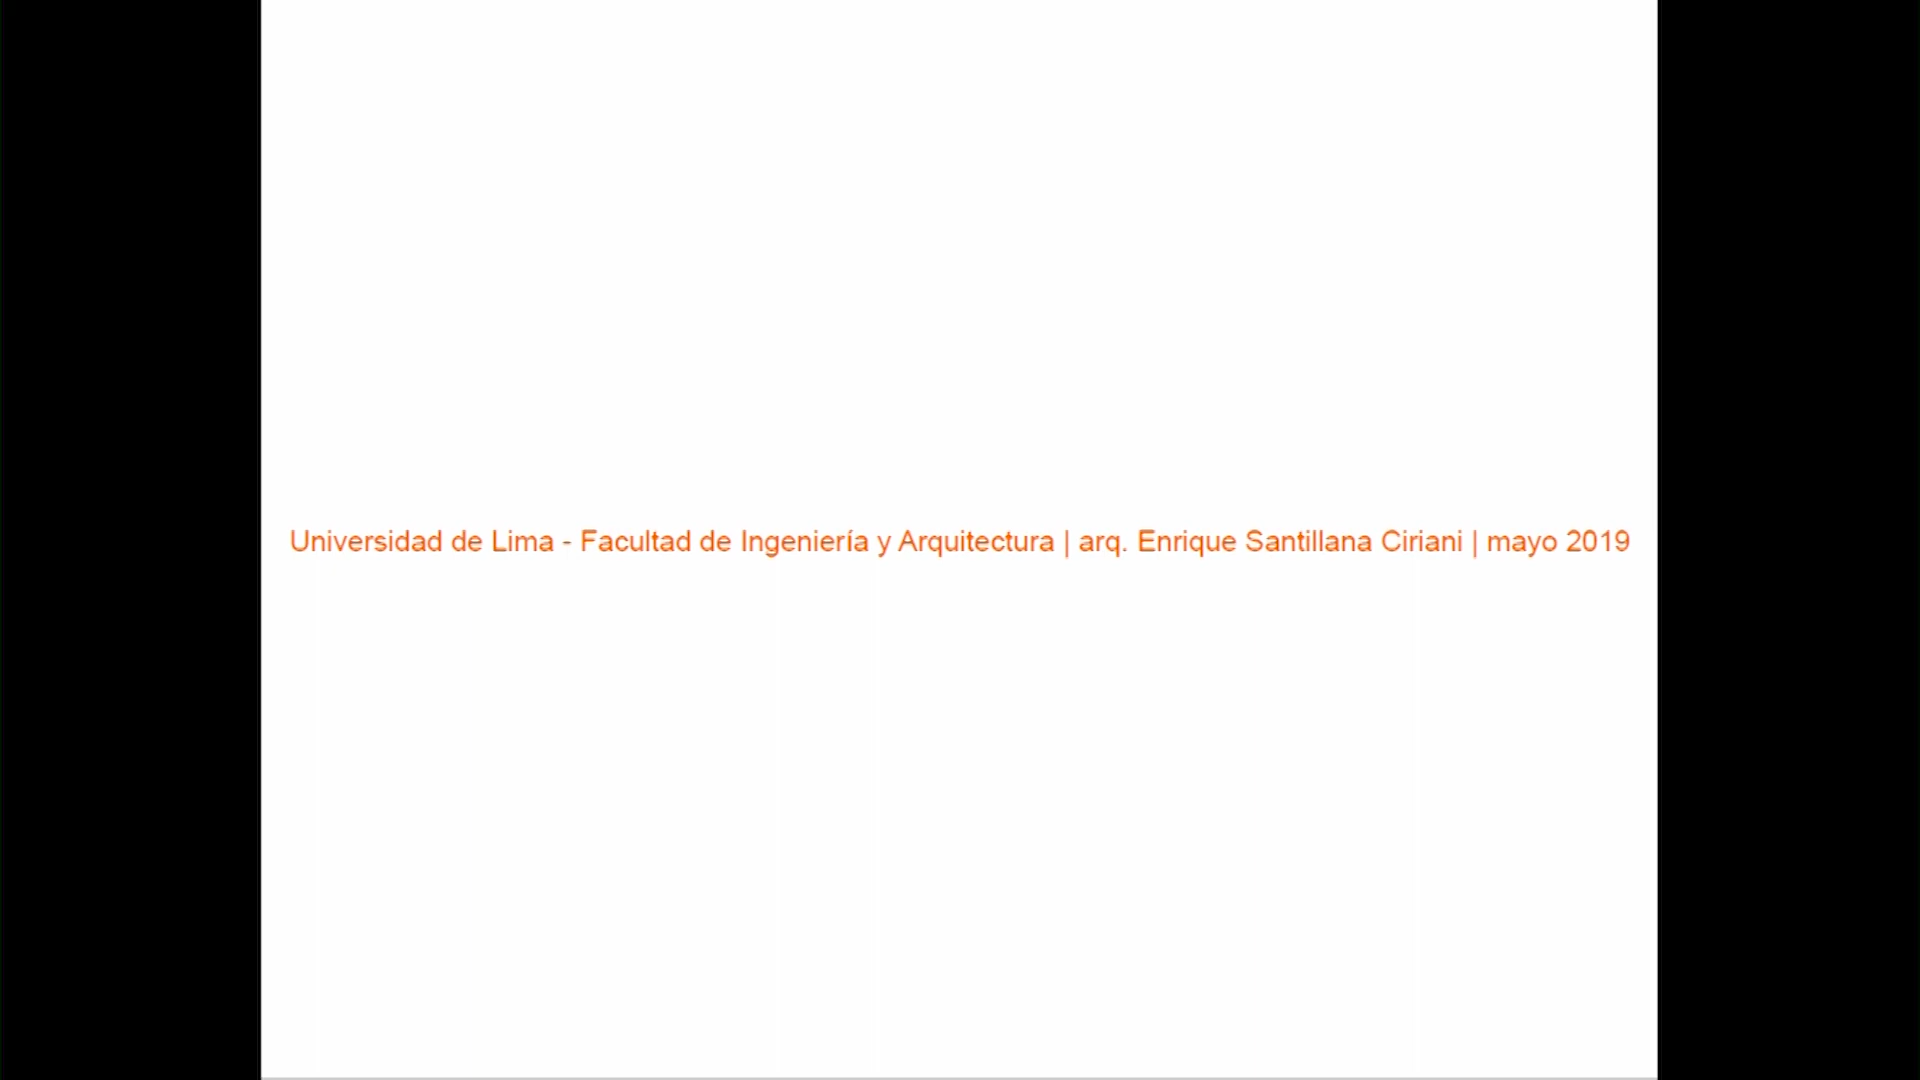 Universidad de Lima - Facultad de Ingeniería y Arquitectura | arq. Enrique Santillana Ciriani | mayo 2019